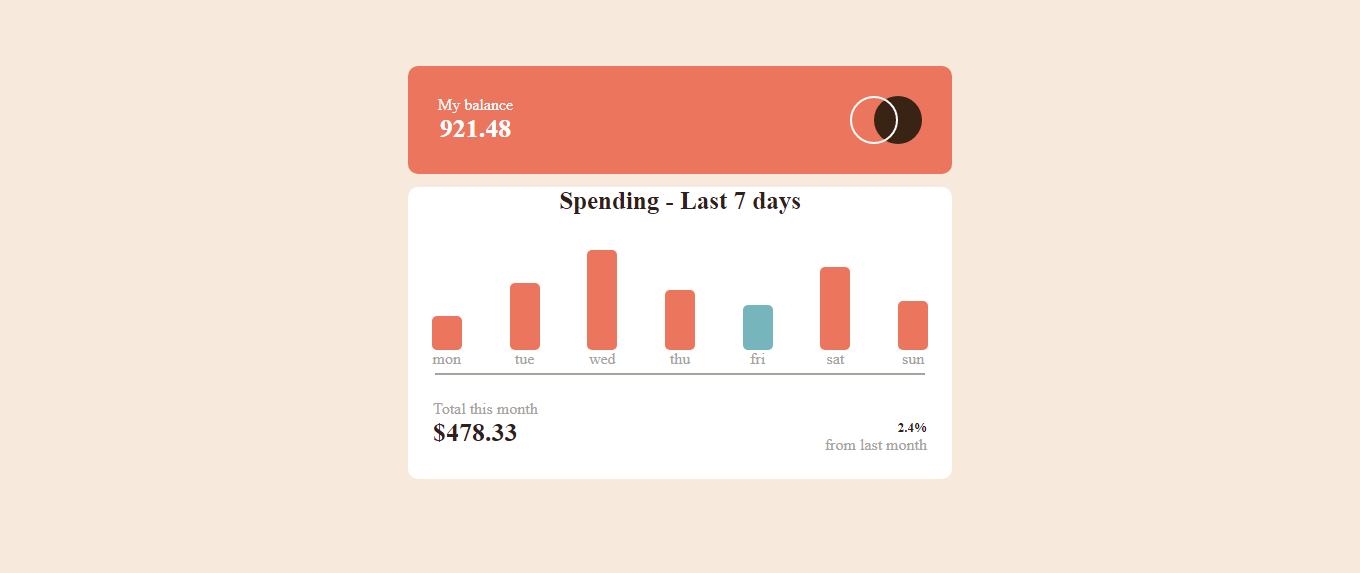 My balance
921.48
Spending - Last 7 days
mon tue wed thu fri sat sun
Total this month
$478.33
2.4%
from last month